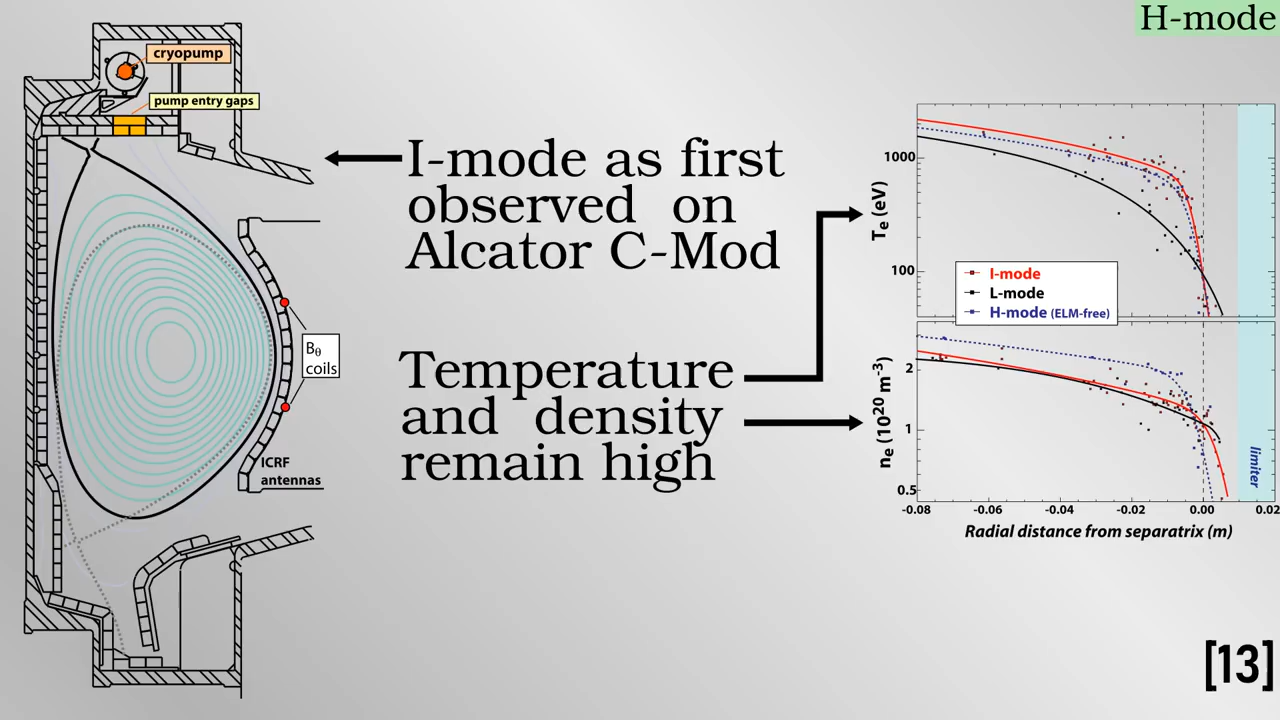 H-mode
cryopump
pump entry gaps
I-mode as first
observed on
Alcator C-Mod
Temperature
and density
remain high
Bθ
coils
ICRF
antennas
Te (eV)
1000
100
I-mode
L-mode
H-mode (ELM-free)
ne (10²⁰ m⁻³)
2
1
0.5
limiter
-0.08 -0.06 -0.04 -0.02 0.00 0.02
Radial distance from separatrix (m)
[13]